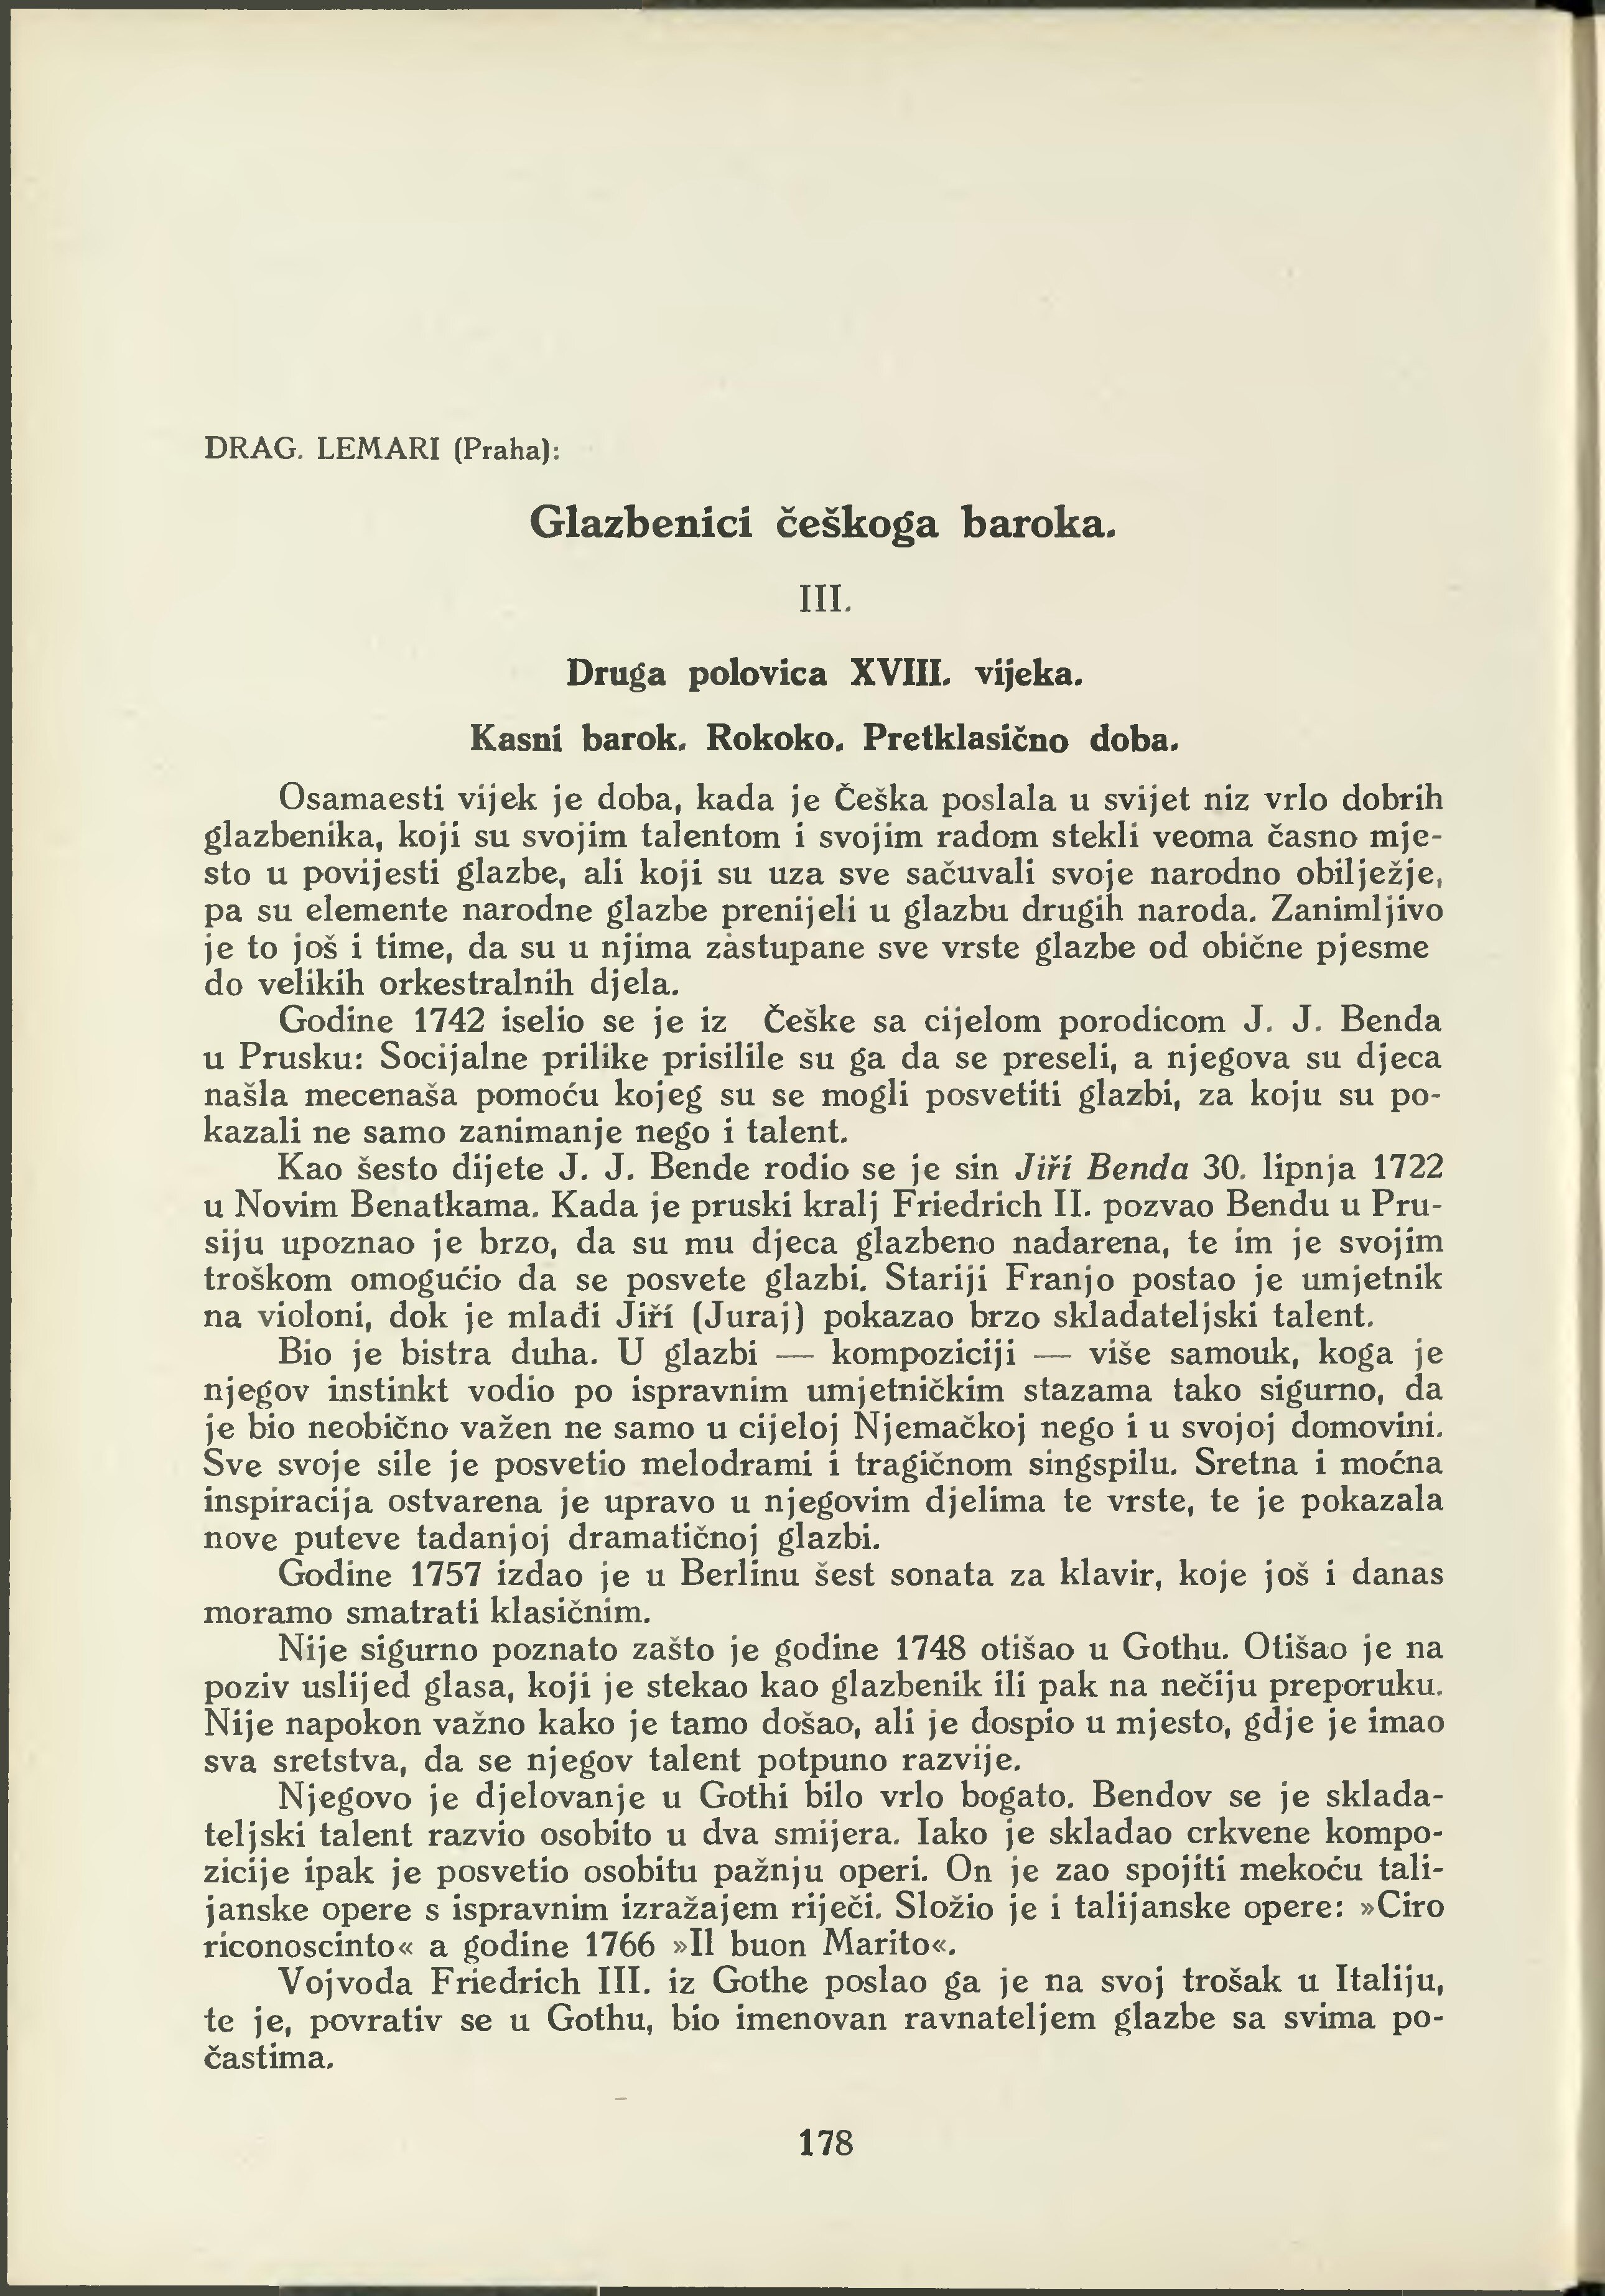 DRAG. LEMARI (Praha):
Glazbenici češkoga baroka.
III.
Druga polovica XVIII. vijeka.
Kasni barok. Rokoko. Pretklasično doba.
Osamaesti vijek je doba, kada je Češka poslala u svijet niz vrlo dobrih
glazbenika, koji su svojim talentom i svojim radom stekli veoma časno mje-
sto u povijesti glazbe, ali koji su uza sve sačuvali svoje narodno obilježje,
pa su elemente narodne glazbe prenijeli u glazbu drugih naroda. Zanimljivo
je to još i time, da su u njima zastupane sve vrste glazbe od obične pjesme
do velikih orkestralnih djela.
Godine 1742 iselio se je iz Češke sa cijelom porodicom J. J. Benda
u Prusku: Socijalne prilike prisilile su ga da se preseli, a njegova su djeca
našla mecenaša pomoću kojeg su se mogli posvetiti glazbi, za koju su po-
kazali ne samo zanimanje nego i talent.
Kao šesto dijete J. J. Bende rodio se je sin Jiří Benda 30. lipnja 1722
u Novim Benatkama. Kada je pruski kralj Friedrich II. pozvao Bendu u Pru-
siju upoznao je brzo, da su mu djeca glazbeno nadarena, te im je svojim
troškom omogućio da se posvete glazbi. Stariji Franjo postao je umjetnik
na violoni, dok je mlađi Jiří (Juraj) pokazao brzo skladateljski talent.
Bio je bistra duha. U glazbi — kompoziciji — više samouk, koga je
njegov instinkt vodio po ispravnim umjetničkim stazama tako sigurno, da
je bio neobično važen ne samo u cijeloj Njemačkoj nego i u svojoj domovini.
Sve svoje sile je posvetio melodrami i tragičnom singspilu. Sretna i moćna
inspiracija ostvarena je upravo u njegovim djelima te vrste, te je pokazala
nove puteve tadanjoj dramatičnoj glazbi.
Godine 1757 izdao je u Berlinu šest sonata za klavir, koje još i danas
moramo smatrati klasičnim.
Nije sigurno poznato zašto je godine 1748 otišao u Gothu. Otišao je na
poziv uslijed glasa, koji je stekao kao glazbenik ili pak na nečiju preporuku.
Nije napokon važno kako je tamo došao, ali je dospio u mjesto, gdje je imao
sva sretstva, da se njegov talent potpuno razvije.
Njegovo je djelovanje u Gothi bilo vrlo bogato. Bendov se je sklada-
teljski talent razvio osobito u dva smijera. Iako je skladao crkvene kompo-
zicije ipak je posvetio osobitu pažnju operi. On je zao spojiti mekoću tali-
janske opere s ispravnim izražajem riječi. Složio je i talijanske opere: »Ciro
riconoscinto« a godine 1766 »Il buon Marito«.
Vojvoda Friedrich III. iz Gothe poslao ga je na svoj trošak u Italiju,
te je, povrativ se u Gothu, bio imenovan ravnateljem glazbe sa svima po-
častima.
178